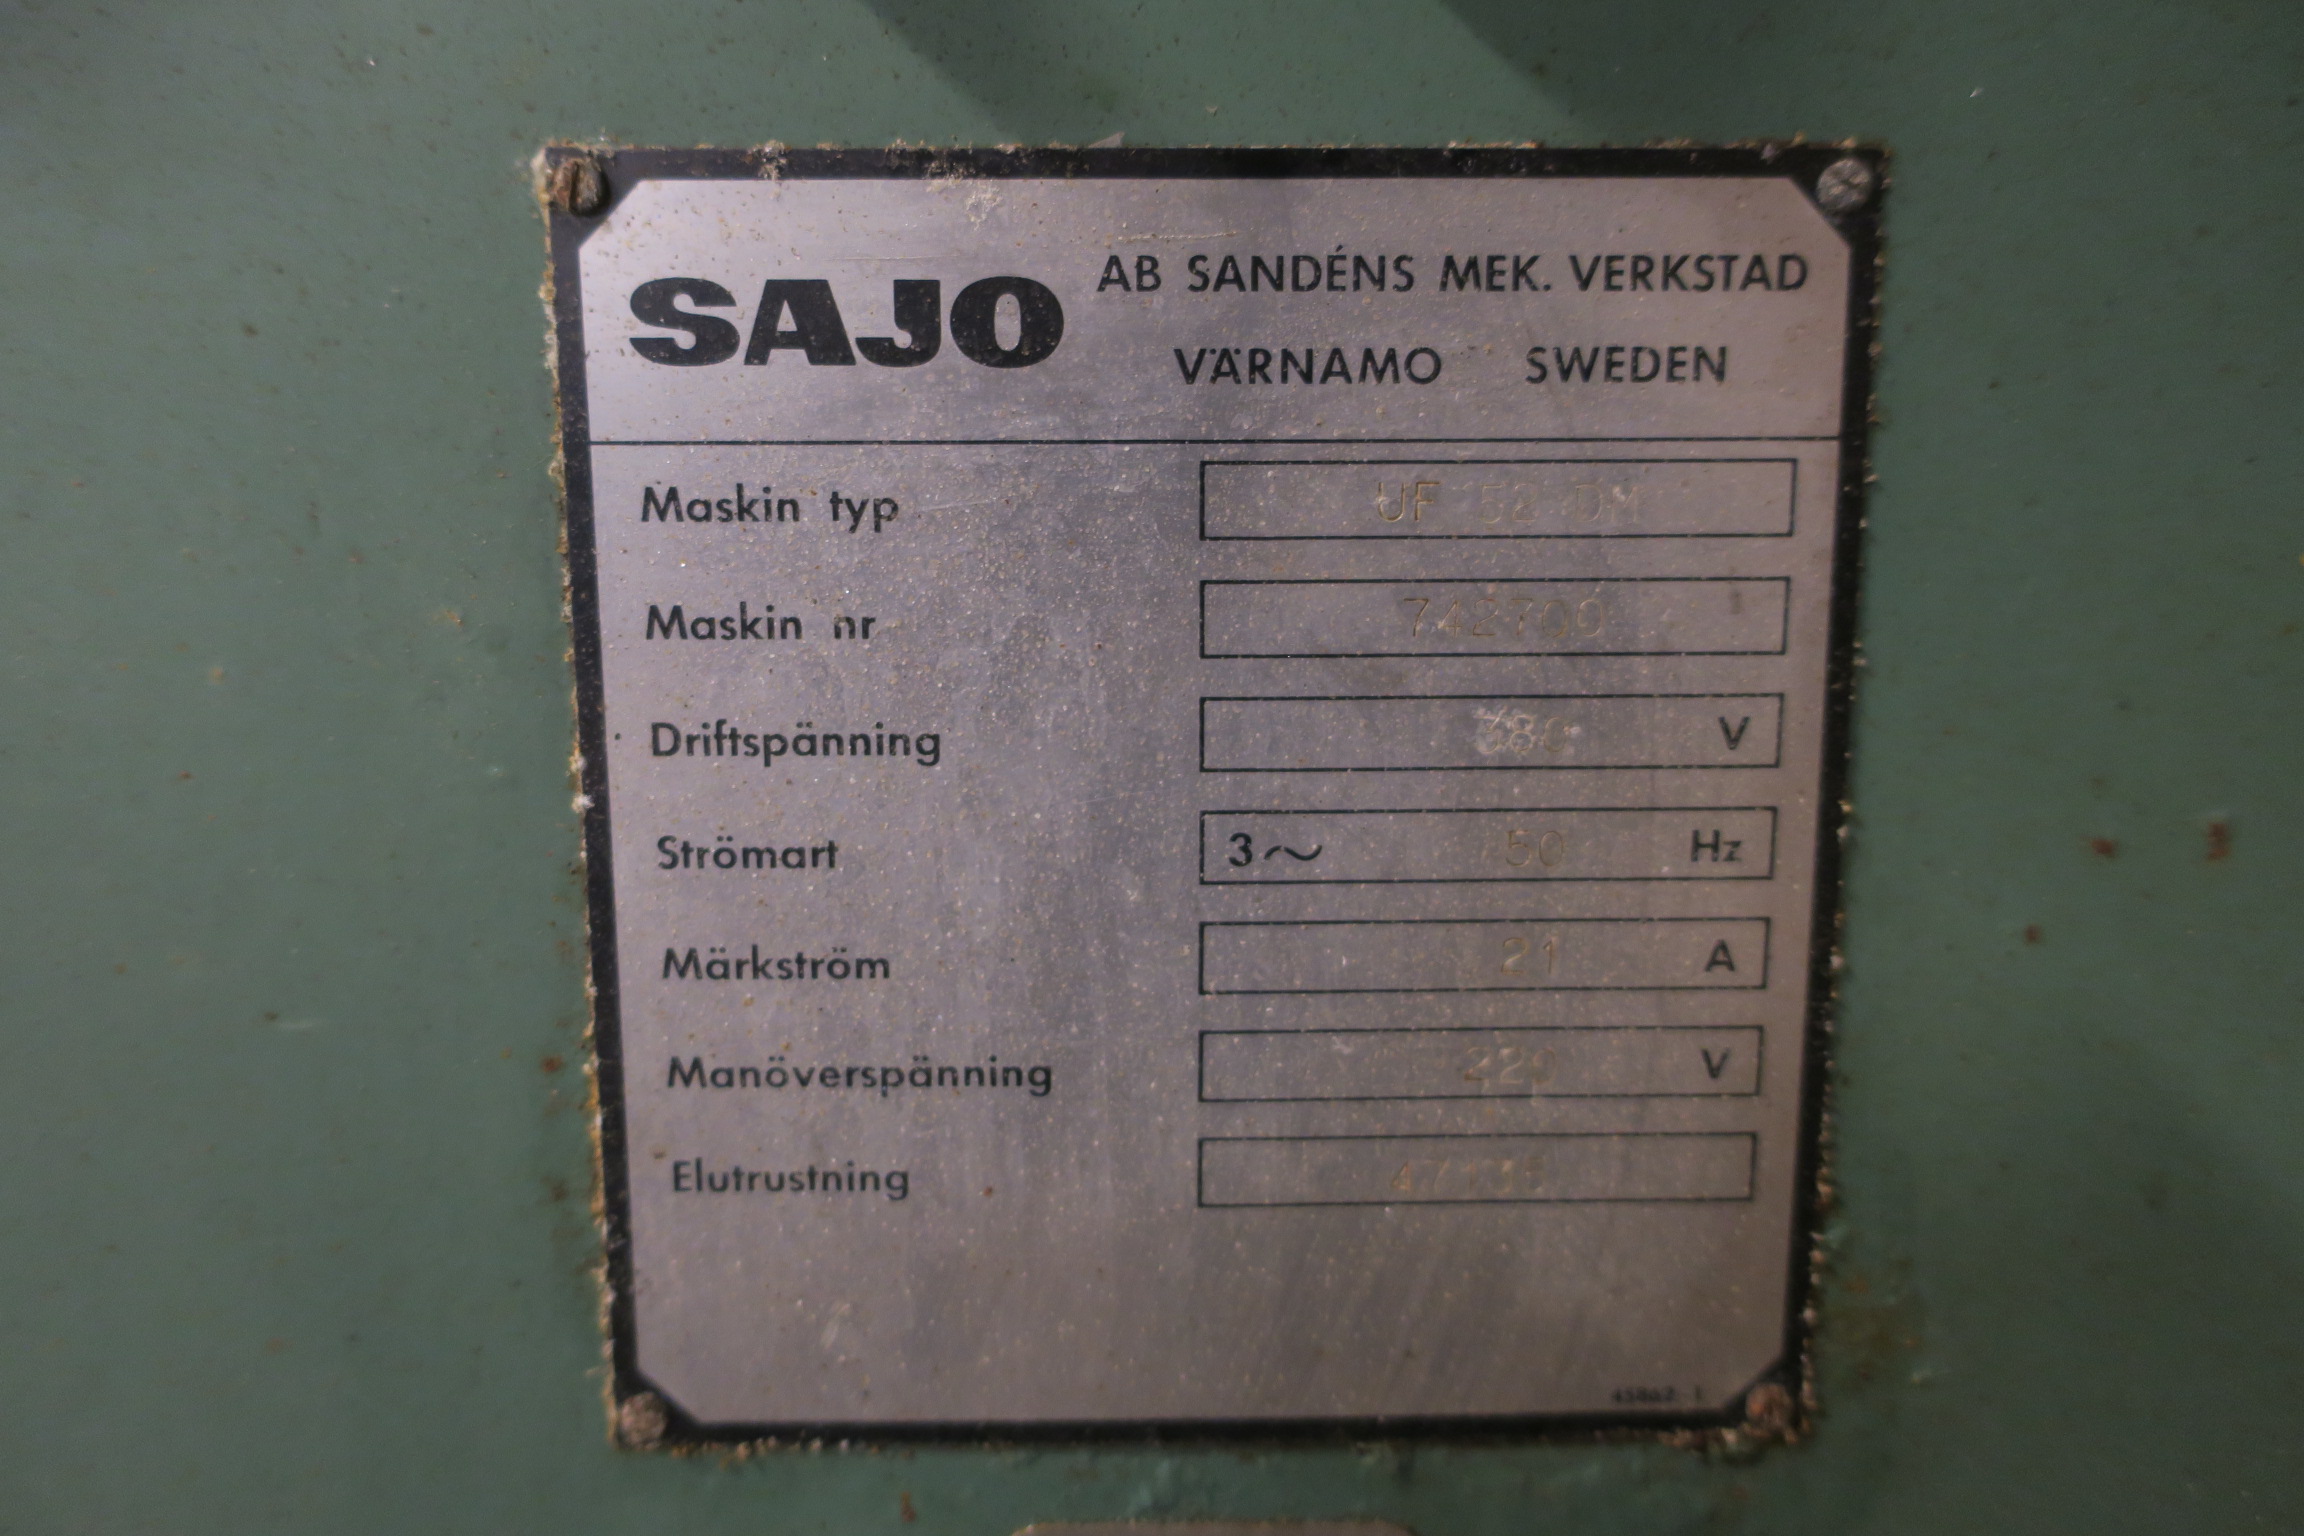 SAJO AB SANDÉNS MEK. VERKSTAD
VÄRNAMO SWEDEN
Maskin typ UF 52 DM
Maskin nr 742700
Driftspänning 380 V
Strömart 3~ 50 Hz
Märkström 21 A
Manöverspänning 220 V
Elutrustning